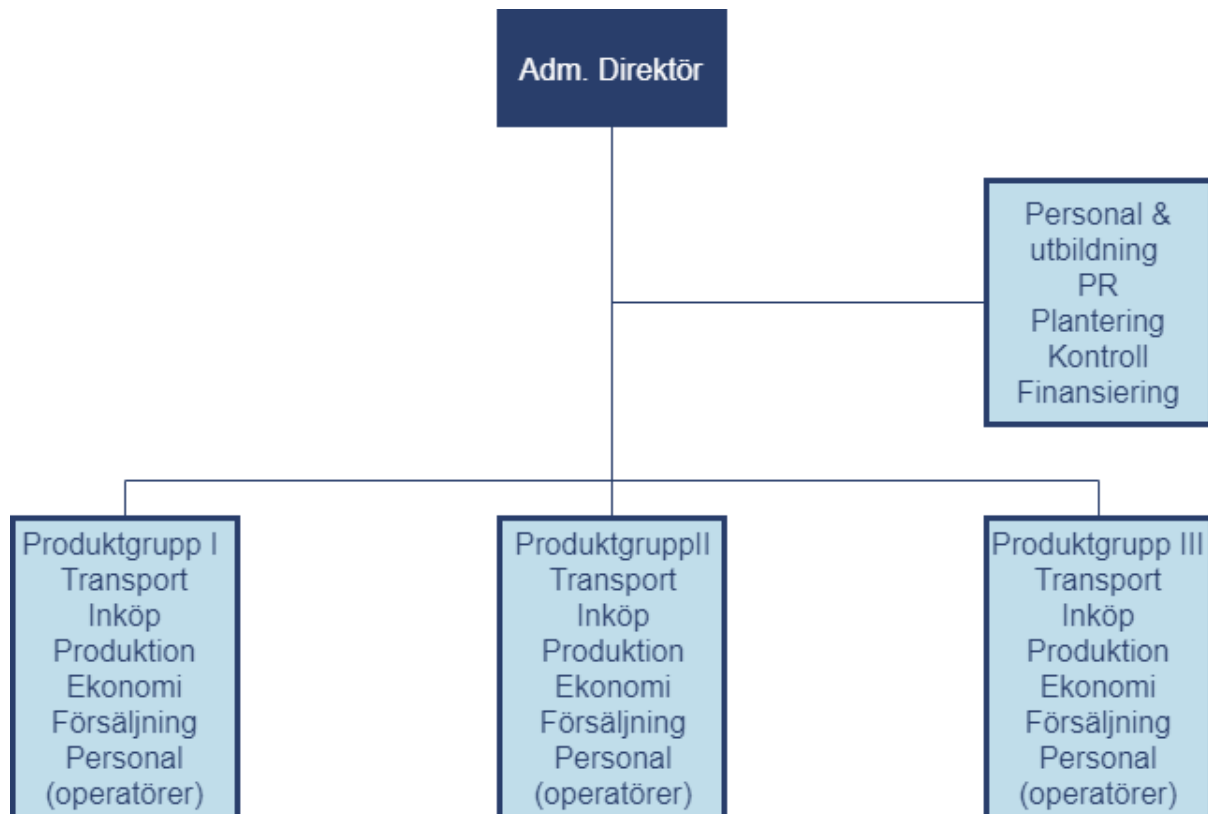 Adm. Direktör
Personal &
utbildning
PR
Plantering
Kontroll
Finansiering
Produktgrupp I
Transport
Inköp
Produktion
Ekonomi
Försäljning
Personal
(operatörer)
ProduktgruppII
Transport
Inköp
Produktion
Ekonomi
Försäljning
Personal
(operatörer)
Produktgrupp III
Transport
Inköp
Produktion
Ekonomi
Försäljning
Personal
(operatörer)